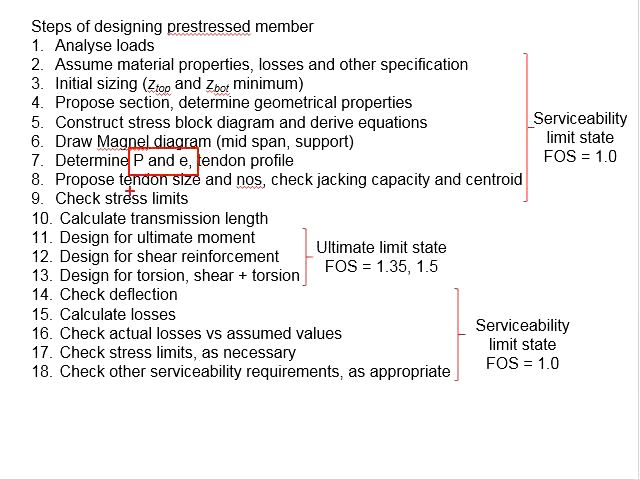 Steps of designing prestressed member
1. Analyse loads
2. Assume material properties, losses and other specification
3. Initial sizing (ztop and zbot minimum)
4. Propose section, determine geometrical properties
5. Construct stress block diagram and derive equations
6. Draw Magnel diagram (mid span, support)
7. Determine P and e, tendon profile
8. Propose tendon size and nos, check jacking capacity and centroid
9. Check stress limits
Serviceability
limit state
FOS = 1.0
10. Calculate transmission length
11. Design for ultimate moment
12. Design for shear reinforcement
13. Design for torsion, shear + torsion
Ultimate limit state
FOS = 1.35, 1.5
14. Check deflection
15. Calculate losses
16. Check actual losses vs assumed values
17. Check stress limits, as necessary
18. Check other serviceability requirements, as appropriate
Serviceability
limit state
FOS = 1.0